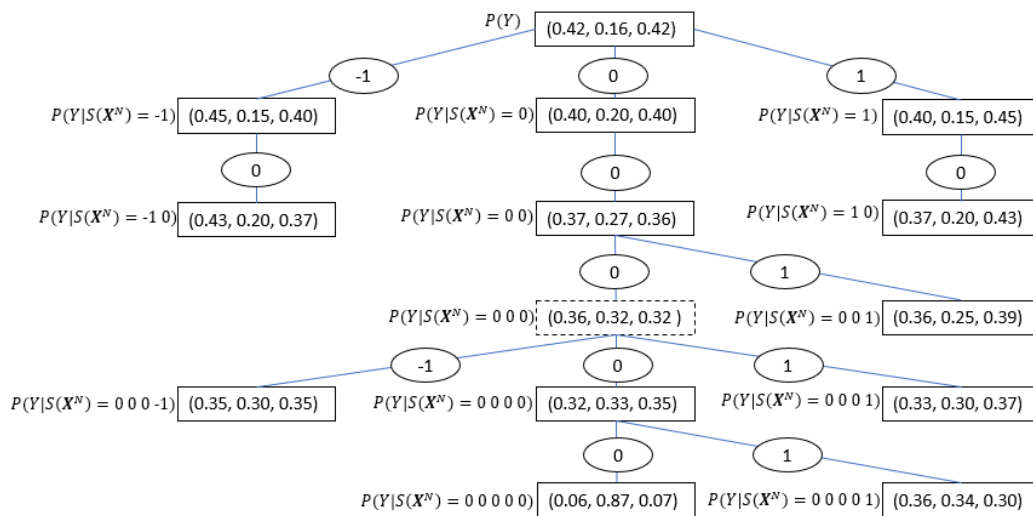 P(Y) (0.42, 0.16, 0.42)
-1 0 1
P(Y|S(X^N) = -1) (0.45, 0.15, 0.40) P(Y|S(X^N) = 0) (0.40, 0.20, 0.40) P(Y|S(X^N) = 1) (0.40, 0.15, 0.45)
0 0 0
P(Y|S(X^N) = -1 0) (0.43, 0.20, 0.37) P(Y|S(X^N) = 0 0) (0.37, 0.27, 0.36) P(Y|S(X^N) = 1 0) (0.37, 0.20, 0.43)
0 1
P(Y|S(X^N) = 0 0 0) (0.36, 0.32, 0.32 ) P(Y|S(X^N) = 0 0 1) (0.36, 0.25, 0.39)
-1 0 1
P(Y|S(X^N) = 0 0 0 -1) (0.35, 0.30, 0.35) P(Y|S(X^N) = 0 0 0 0) (0.32, 0.33, 0.35) P(Y|S(X^N) = 0 0 0 1) (0.33, 0.30, 0.37)
0 1
P(Y|S(X^N) = 0 0 0 0 0) (0.06, 0.87, 0.07) P(Y|S(X^N) = 0 0 0 0 1) (0.36, 0.34, 0.30)